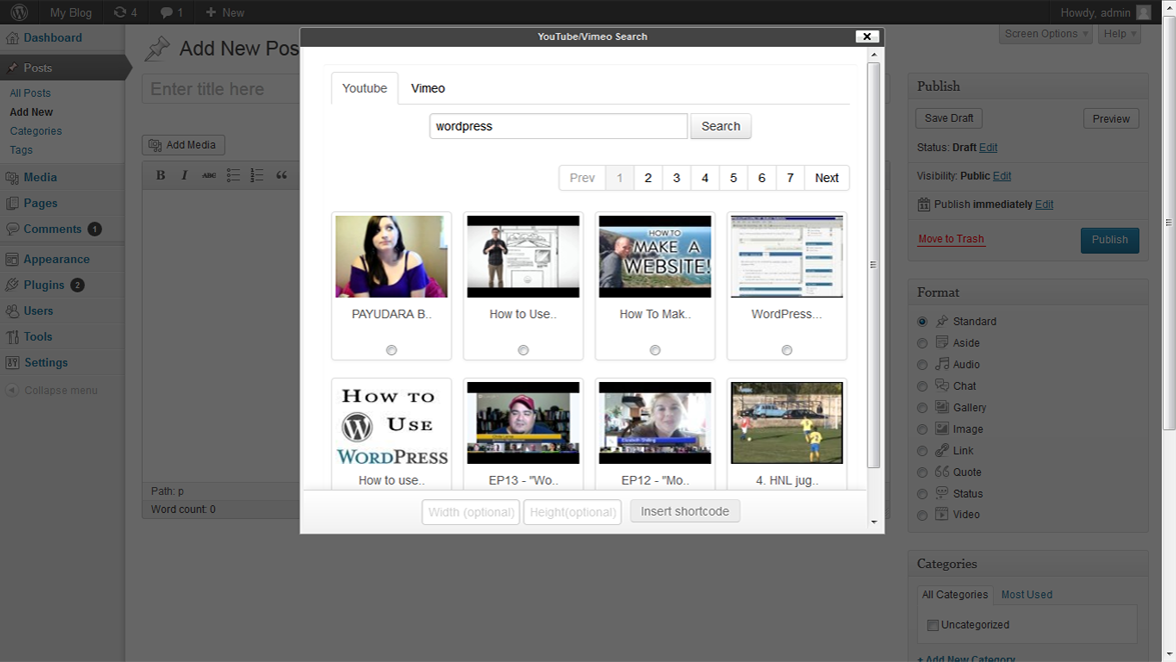 My Blog 4 1 + New Howdy, admin
Screen Options Help
Dashboard
Posts
All Posts
Add New
Categories
Tags
Media
Pages
Comments 1
Appearance
Plugins 2
Users
Tools
Settings
Collapse menu
Add New Pos
Enter title here
Add Media
B I ABC
Path: p
Word count: 0
YouTube/Vimeo Search
Youtube Vimeo
wordpress Search
Prev 1 2 3 4 5 6 7 Next
HOW TO
MAKE A
WEBSITE!
PAYUDARA B.. How to Use.. How To Mak.. WordPress...
HOW TO
USE
WORDPRESS
How to use.. EP13 - "Wo.. EP12 - "Mo.. 4. HNL jug..
Width (optional) Height(optional) Insert shortcode
Publish
Save Draft Preview
Status: Draft Edit
Visibility: Public Edit
Publish immediately Edit
Move to Trash Publish
Format
Standard
Aside
Audio
Chat
Gallery
Image
Link
Quote
Status
Video
Categories
All Categories Most Used
Uncategorized
+ Add New Category